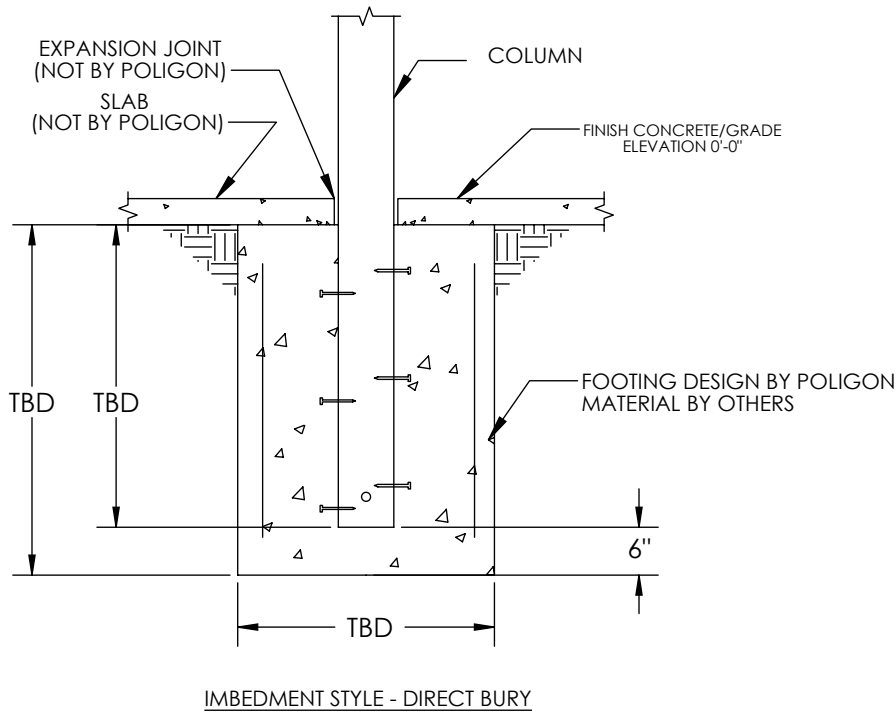 EXPANSION JOINT
(NOT BY POLIGON)
SLAB
(NOT BY POLIGON)
COLUMN
FINISH CONCRETE/GRADE
ELEVATION 0'-0"
TBD
TBD
FOOTING DESIGN BY POLIGON
MATERIAL BY OTHERS
6"
TBD
IMBEDMENT STYLE - DIRECT BURY